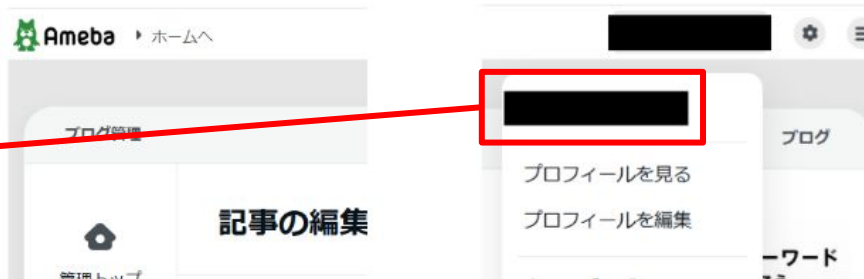 Ameba
ホームへ
ブログ管理
ブログ
プロフィールを見る
記事の編集
プロフィールを編集
ーワード
管理トップ